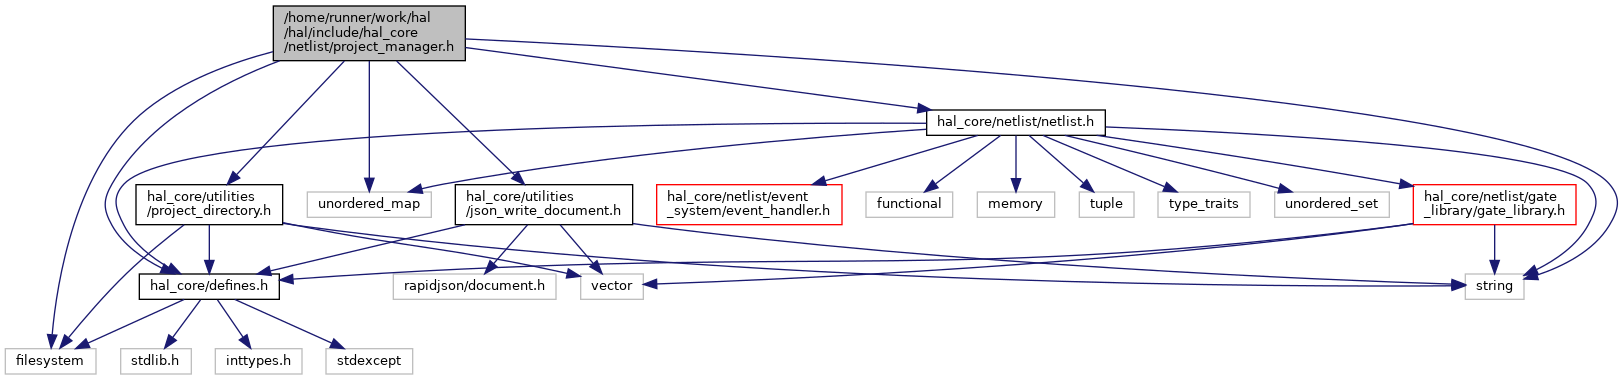 /home/runner/work/hal
/hal/include/hal_core
/netlist/project_manager.h
hal_core/netlist/netlist.h
hal_core/utilities
/project_directory.h
unordered_map
hal_core/utilities
/json_write_document.h
hal_core/netlist/event
_system/event_handler.h
functional
memory
tuple
type_traits
unordered_set
hal_core/netlist/gate
_library/gate_library.h
hal_core/defines.h
rapidjson/document.h
vector
string
filesystem
stdlib.h
inttypes.h
stdexcept